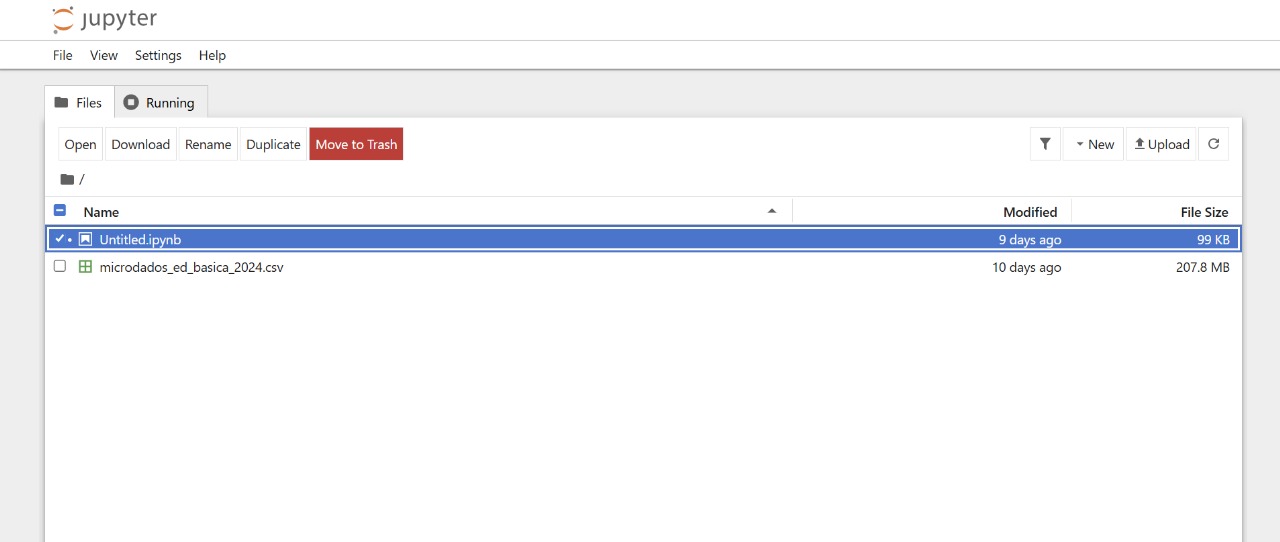 jupyter
File View Settings Help
Files Running
Open Download Rename Duplicate Move to Trash New Upload
/
Name Modified File Size
Untitled.ipynb 9 days ago 99 KB
microdados_ed_basica_2024.csv 10 days ago 207.8 MB